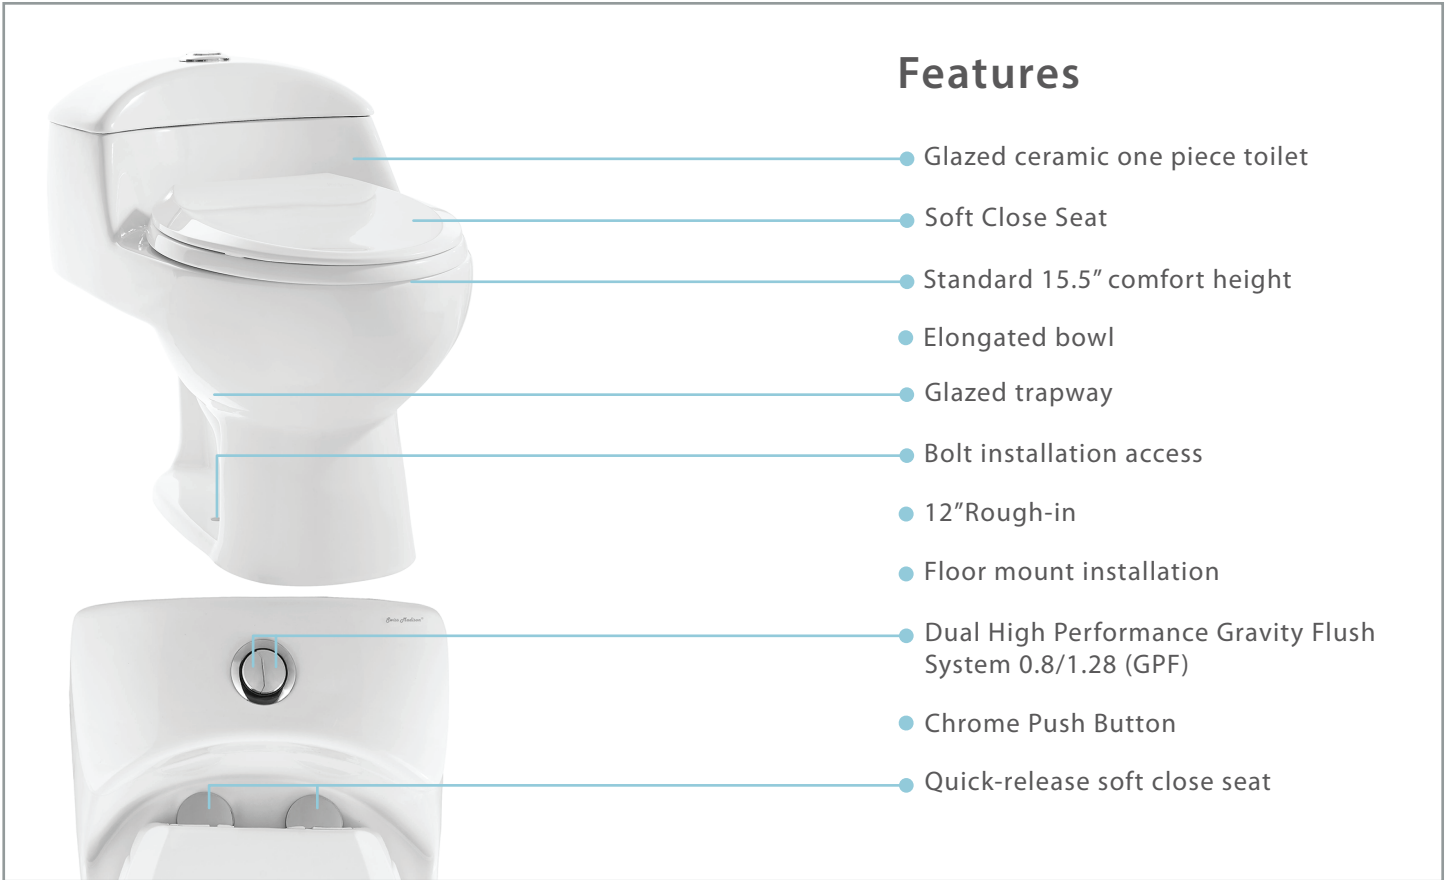 Features
Glazed ceramic one piece toilet
Soft Close Seat
Standard 15.5” comfort height
Elongated bowl
Glazed trapway
Bolt installation access
12”Rough-in
Floor mount installation
Swiss Madison®
Dual High Performance Gravity Flush
System 0.8/1.28 (GPF)
Chrome Push Button
Quick-release soft close seat